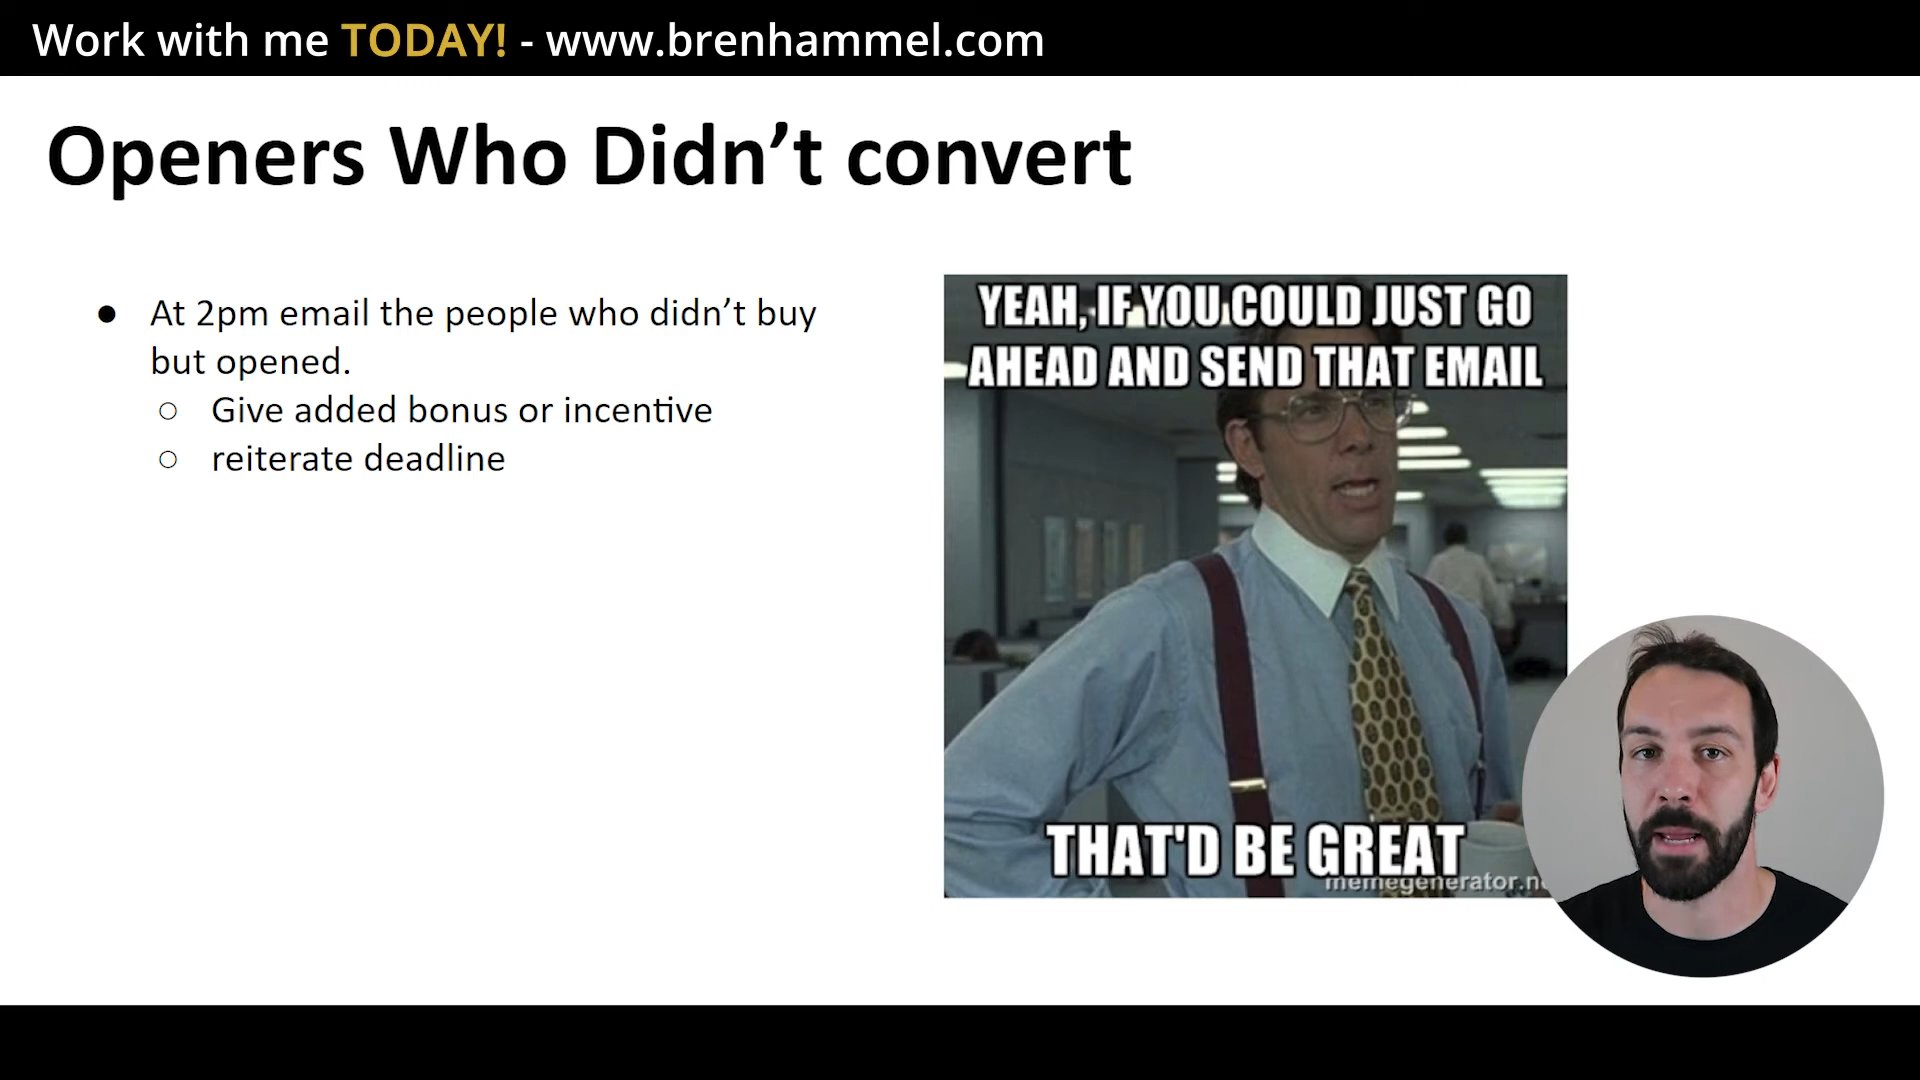 Work with me TODAY! - www.brenhammel.com
Openers Who Didn’t convert
● At 2pm email the people who didn’t buy
but opened.
○ Give added bonus or incentive
○ reiterate deadline
YEAH, IF YOU COULD JUST GO
AHEAD AND SEND THAT EMAIL
THAT'D BE GREAT
memegenerator.n